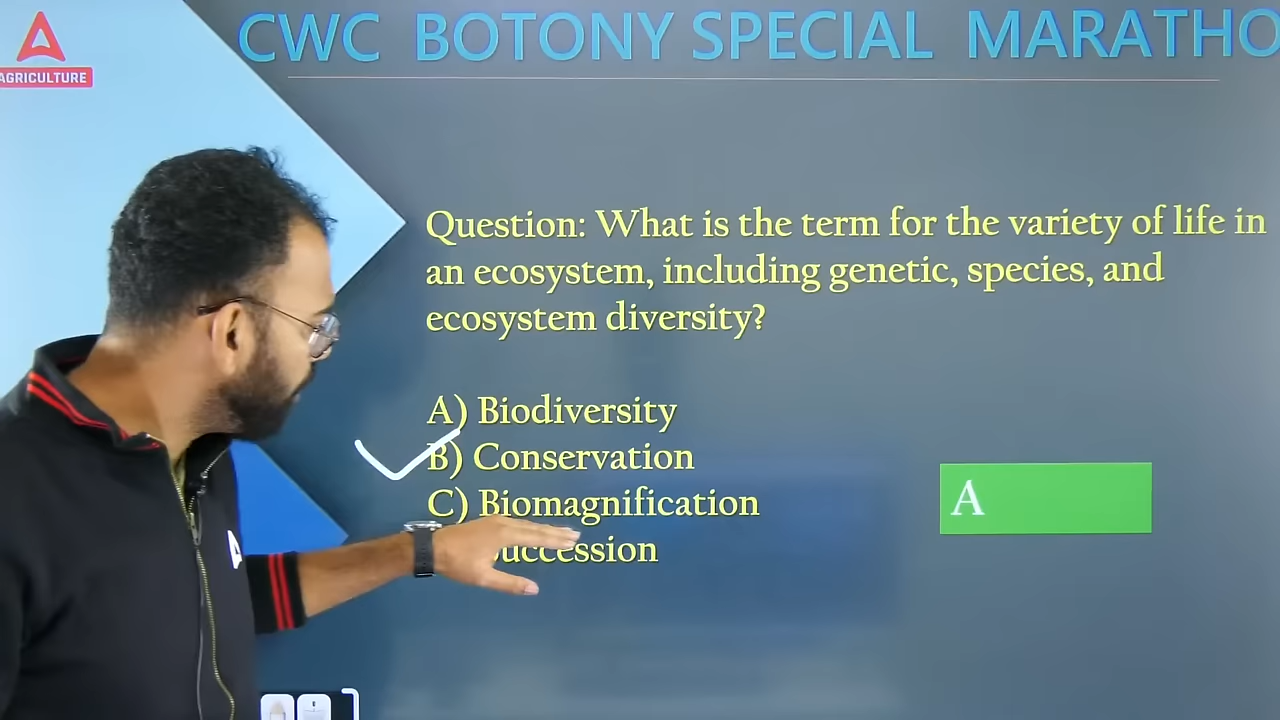 CWC BOTONY SPECIAL MARATHO
AGRICULTURE
Question: What is the term for the variety of life in
an ecosystem, including genetic, species, and
ecosystem diversity?
A) Biodiversity
B) Conservation
C) Biomagnification
Succession
A